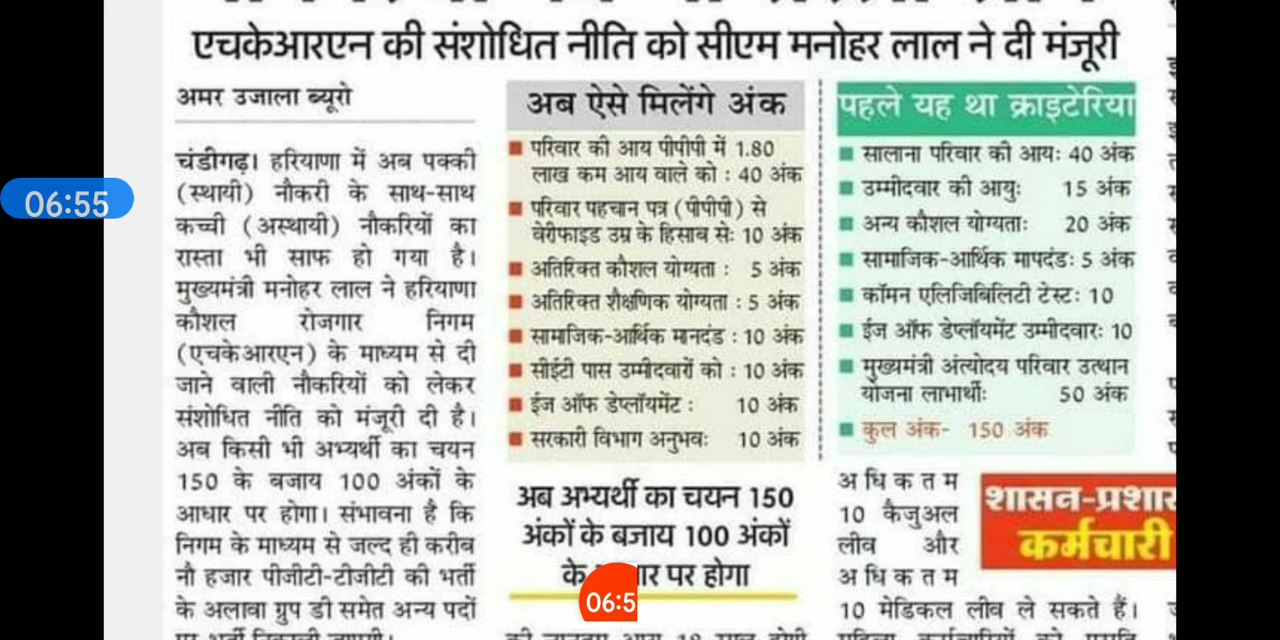 एचकेआरएन की संशोधित नीति को सीएम मनोहर लाल ने दी मंजूरी
अमर उजाला ब्यूरो
चंडीगढ़। हरियाणा में अब पक्की
(स्थायी) नौकरी के साथ-साथ
कच्ची (अस्थायी) नौकरियों का
रास्ता भी साफ हो गया है।
मुख्यमंत्री मनोहर लाल ने हरियाणा
कौशल रोजगार निगम
(एचकेआरएन) के माध्यम से दी
जाने वाली नौकरियों को लेकर
संशोधित नीति को मंजूरी दी है।
अब किसी भी अभ्यर्थी का चयन
150 के बजाय 100 अंकों के
आधार पर होगा। संभावना है कि
निगम के माध्यम से जल्द ही करीब
नौ हजार पीजीटी-टीजीटी की भर्ती
के अलावा ग्रुप डी समेत अन्य पदों
अब ऐसे मिलेंगे अंक
परिवार की आय पीपीपी में 1.80
लाख कम आय वाले को : 40 अंक
परिवार पहचान पत्र (पीपीपी) से
वेरीफाइड उम्र के हिसाब से: 10 अंक
अतिरिक्त कौशल योग्यता : 5 अंक
अतिरिक्त शैक्षणिक योग्यता : 5 अंक
सामाजिक-आर्थिक मानदंड : 10 अंक
सीईटी पास उम्मीदवारों को : 10 अंक
ईज ऑफ डेप्लॉयमेंट : 10 अंक
सरकारी विभाग अनुभवः 10 अंक
अब अभ्यर्थी का चयन 150
अंकों के बजाय 100 अंकों
के पर होगा
पहले यह था क्राइटेरिया
सालाना परिवार की आयः 40 अंक
उम्मीदवार की आयुः 15 अंक
अन्य कौशल योग्यताः 20 अंक
सामाजिक-आर्थिक मापदंडः 5 अंक
कॉमन एलिजिबिलिटी टेस्टः 10
ईज ऑफ डेप्लॉयमेंट उम्मीदवारः 10
मुख्यमंत्री अंत्योदय परिवार उत्थान
योजना लाभार्थीः 50 अंक
कुल अंक- 150 अंक
अधिकतम
10 कैजुअल
लीव और
अधिकतम
10 मेडिकल लीव ले सकते हैं।
शासन-प्रशास
कर्मचारी
06:55
06:5